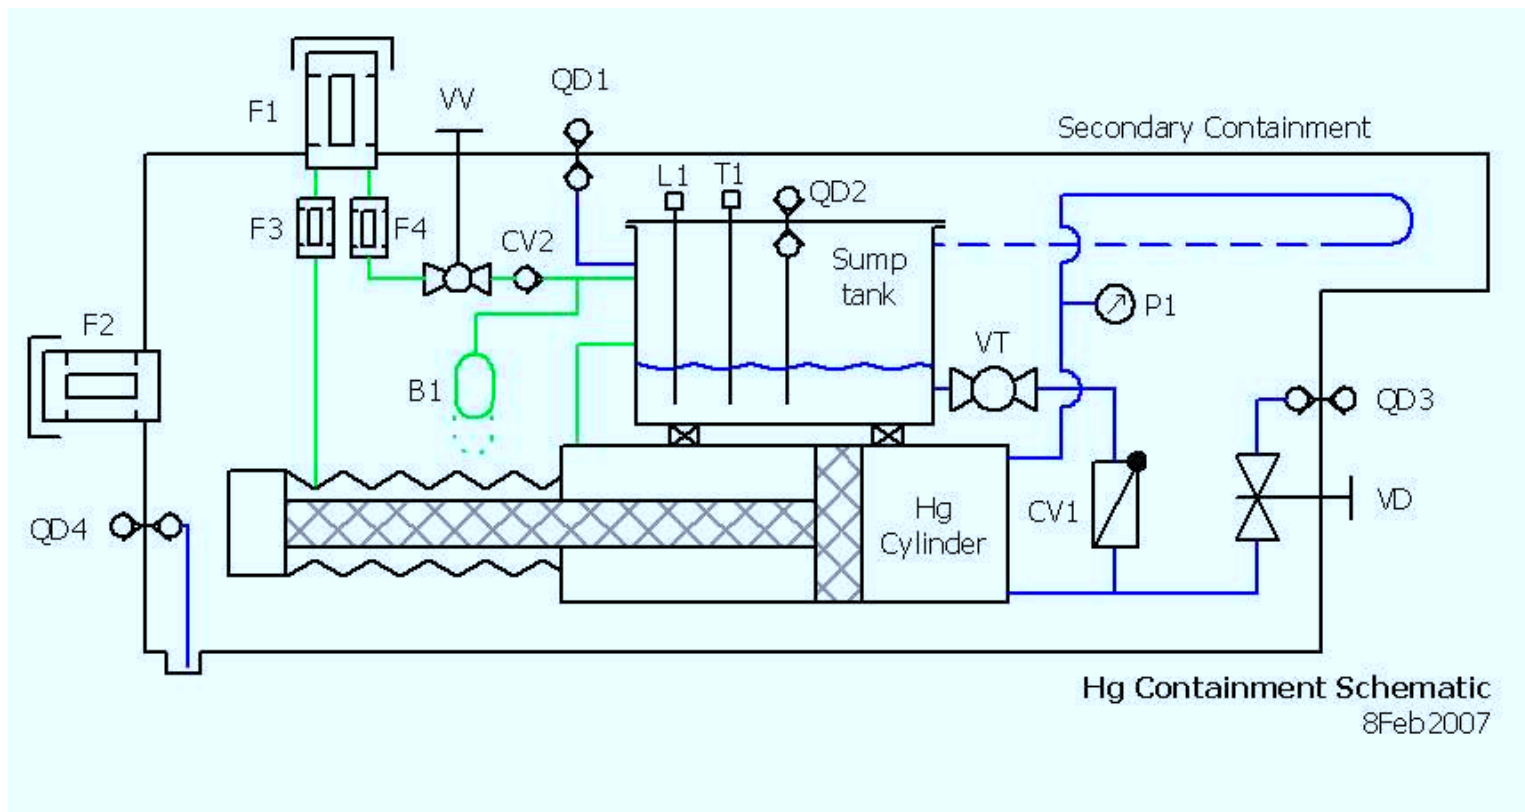 QD1
VV
F1
Secondary Containment
L1
T1
QD2
F3
F4
CV2
Sump
tank
P1
F2
VT
B1
QD3
QD4
Hg
Cylinder
CV1
VD
Hg Containment Schematic
8Feb2007